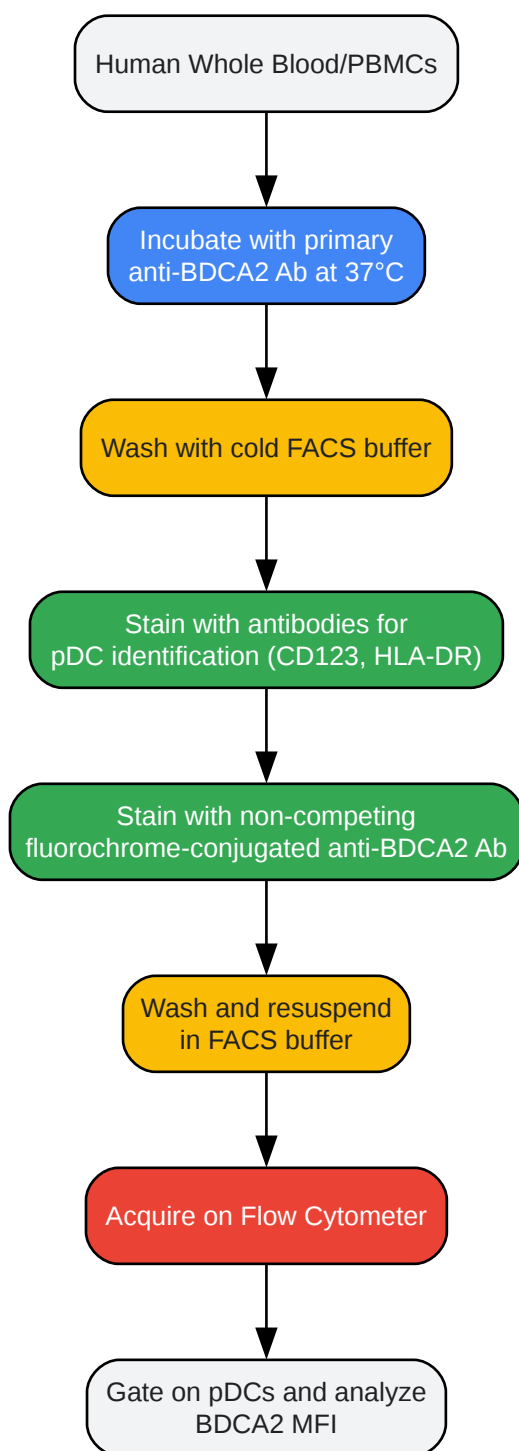 Human Whole Blood/PBMCs
Incubate with primary
anti-BDCA2 Ab at 37°C
Wash with cold FACS buffer
Stain with antibodies for
pDC identification (CD123, HLA-DR)
Stain with non-competing
fluorochrome-conjugated anti-BDCA2 Ab
Wash and resuspend
in FACS buffer
Acquire on Flow Cytometer
Gate on pDCs and analyze
BDCA2 MFI